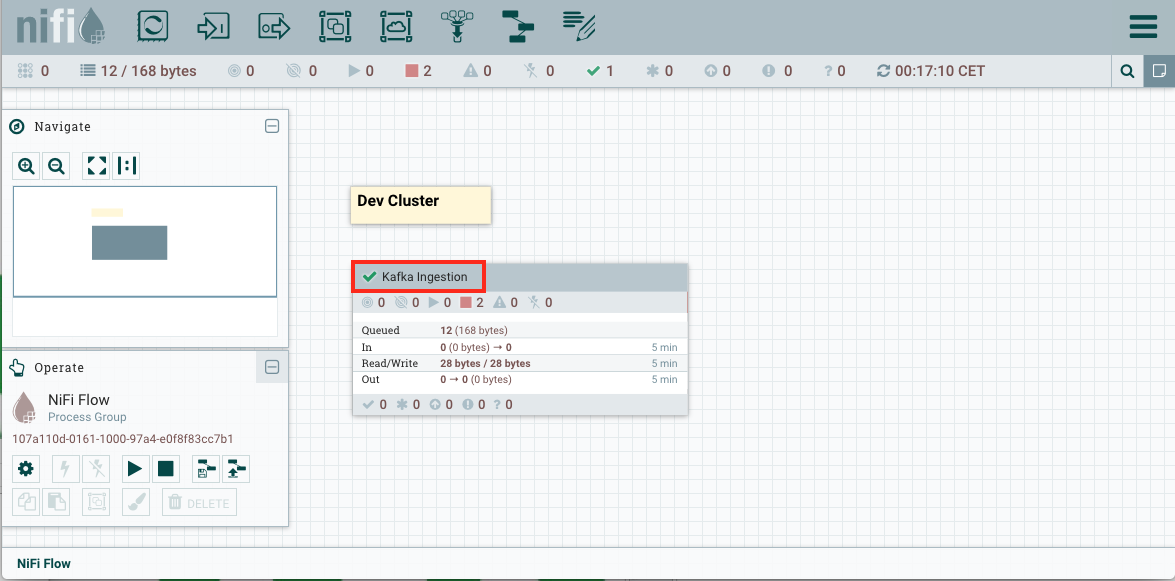 nifi
0 12 / 168 bytes 0 0 0 2 0 0 1 0 0 0 ? 0 00:17:10 CET
Navigate
Dev Cluster
Kafka Ingestion
0 0 0 2 0 0
Queued 12 (168 bytes)
In 0 (0 bytes) → 0 5 min
Read/Write 28 bytes / 28 bytes 5 min
Out 0 → 0 (0 bytes) 5 min
0 0 0 0 ? 0
Operate
NiFi Flow
Process Group
107a110d-0161-1000-97a4-e0f8f83cc7b1
DELETE
NiFi Flow